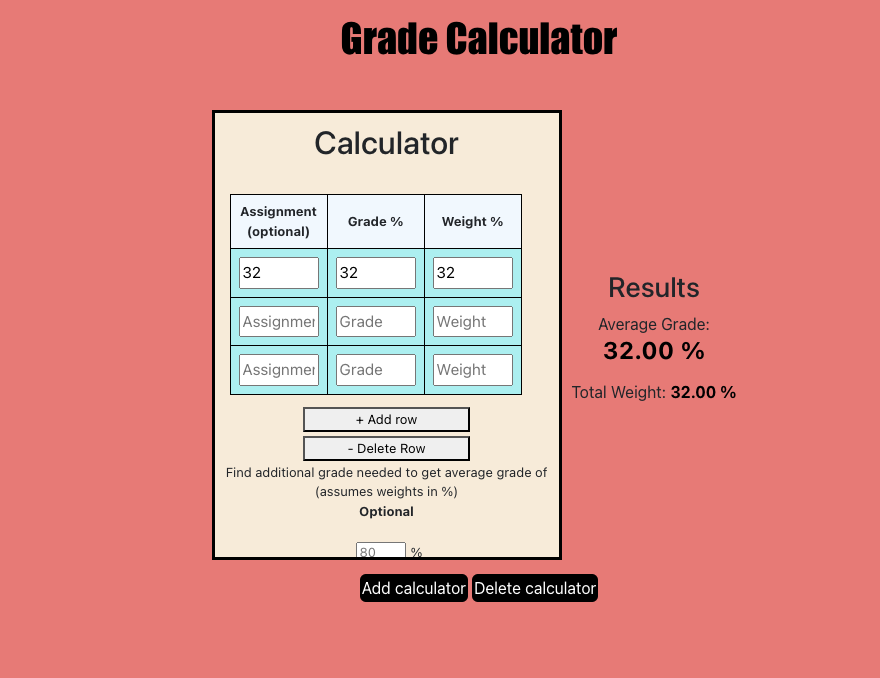 Grade Calculator
Calculator
Assignment (optional) Grade % Weight %
32 32 32
Assignmer Grade Weight
Assignmer Grade Weight
+ Add row
- Delete Row
Find additional grade needed to get average grade of
(assumes weights in %)
Optional
80 %
Results
Average Grade:
32.00 %
Total Weight: 32.00 %
Add calculator Delete calculator